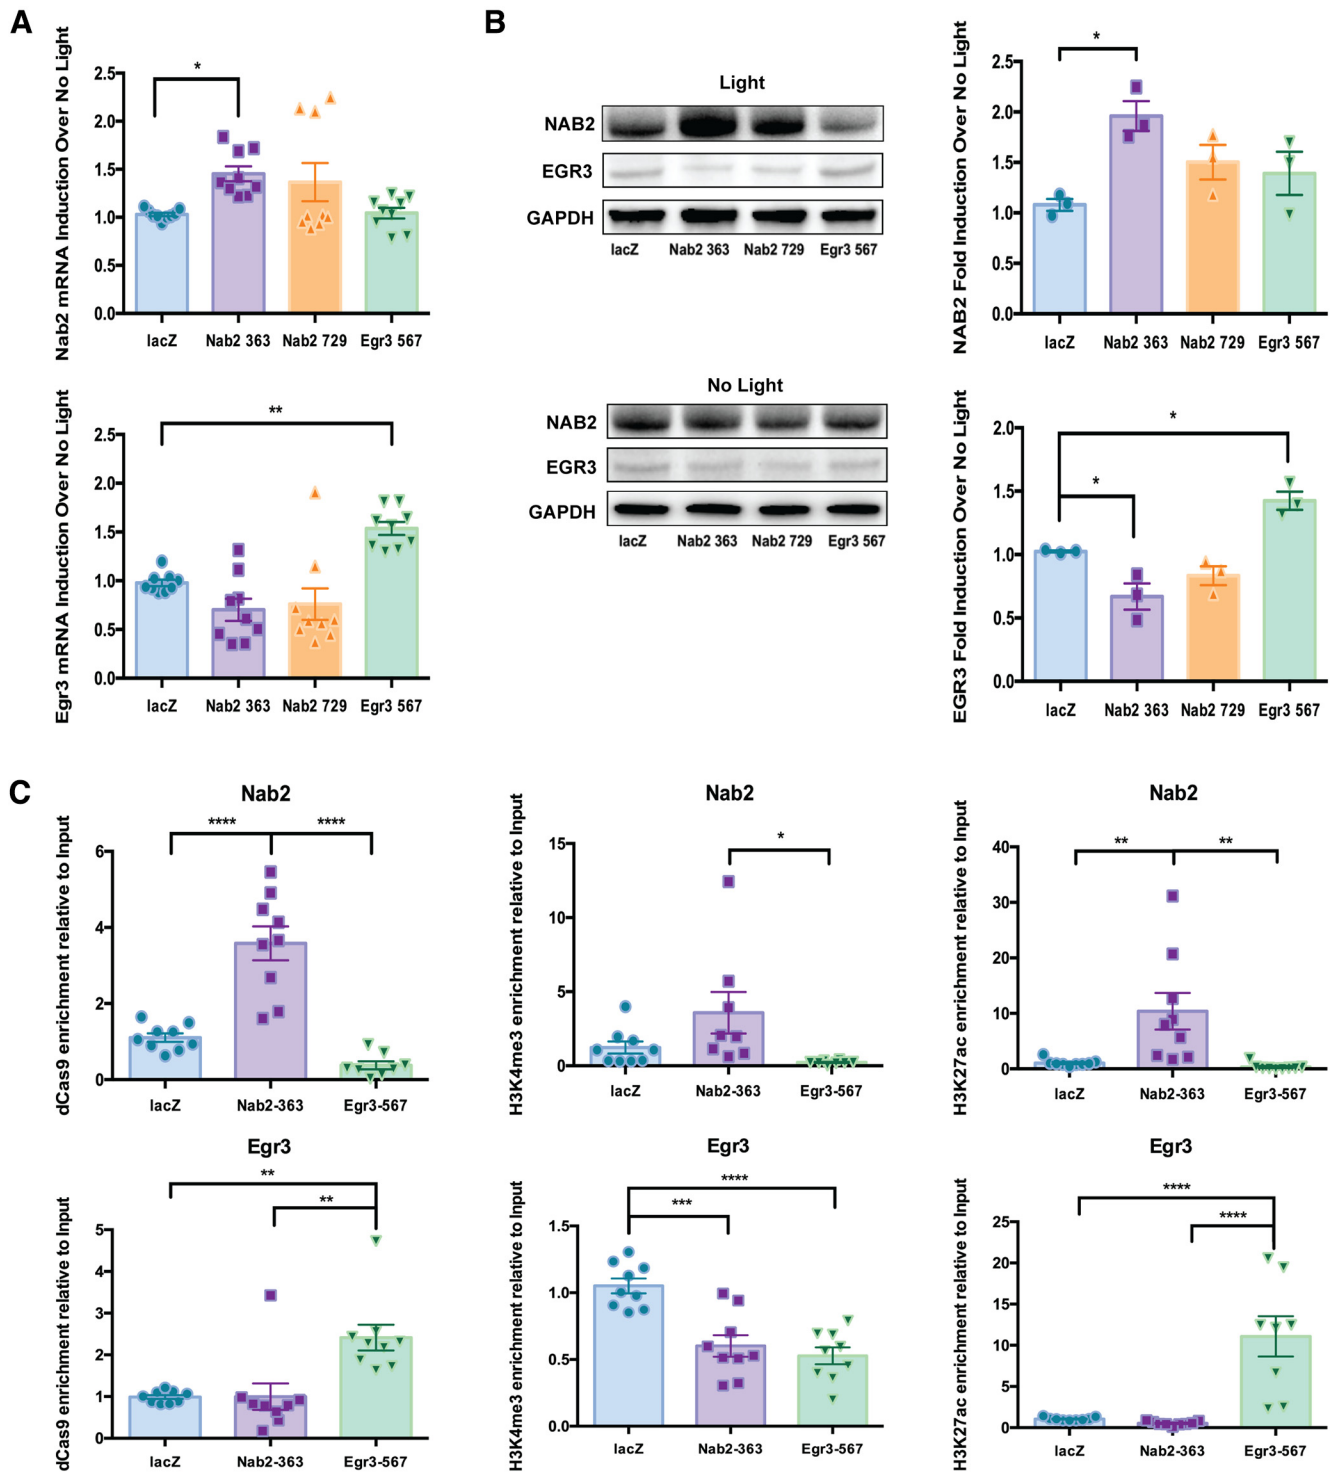 A
Nab2 mRNA Induction Over No Light
2.5
2.0
1.5
1.0
0.5
0.0
*
lacZ Nab2 363 Nab2 729 Egr3 567
Egr3 mRNA Induction Over No Light
2.5
2.0
1.5
1.0
0.5
0.0
**
lacZ Nab2 363 Nab2 729 Egr3 567
B
Light
NAB2
EGR3
GAPDH
lacZ Nab2 363 Nab2 729 Egr3 567
No Light
NAB2
EGR3
GAPDH
lacZ Nab2 363 Nab2 729 Egr3 567
NAB2 Fold Induction Over No Light
2.5
2.0
1.5
1.0
0.5
0.0
*
lacZ Nab2 363 Nab2 729 Egr3 567
EGR3 Fold Induction Over No Light
2.0
1.5
1.0
0.5
0.0
*
*
lacZ Nab2 363 Nab2 729 Egr3 567
C
Nab2
dCas9 enrichment relative to Input
6
4
2
0
**** ****
lacZ Nab2-363 Egr3-567
Nab2
H3K4me3 enrichment relative to Input
15
10
5
0
*
lacZ Nab2-363 Egr3-567
Nab2
H3K27ac enrichment relative to Input
40
30
20
10
0
** **
lacZ Nab2-363 Egr3-567
Egr3
dCas9 enrichment relative to Input
5
4
3
2
1
0
**
**
lacZ Nab2-363 Egr3-567
Egr3
H3K4me3 enrichment relative to Input
1.5
1.0
0.5
0.0
****
***
lacZ Nab2-363 Egr3-567
Egr3
H3K27ac enrichment relative to Input
25
20
15
10
5
0
****
****
lacZ Nab2-363 Egr3-567